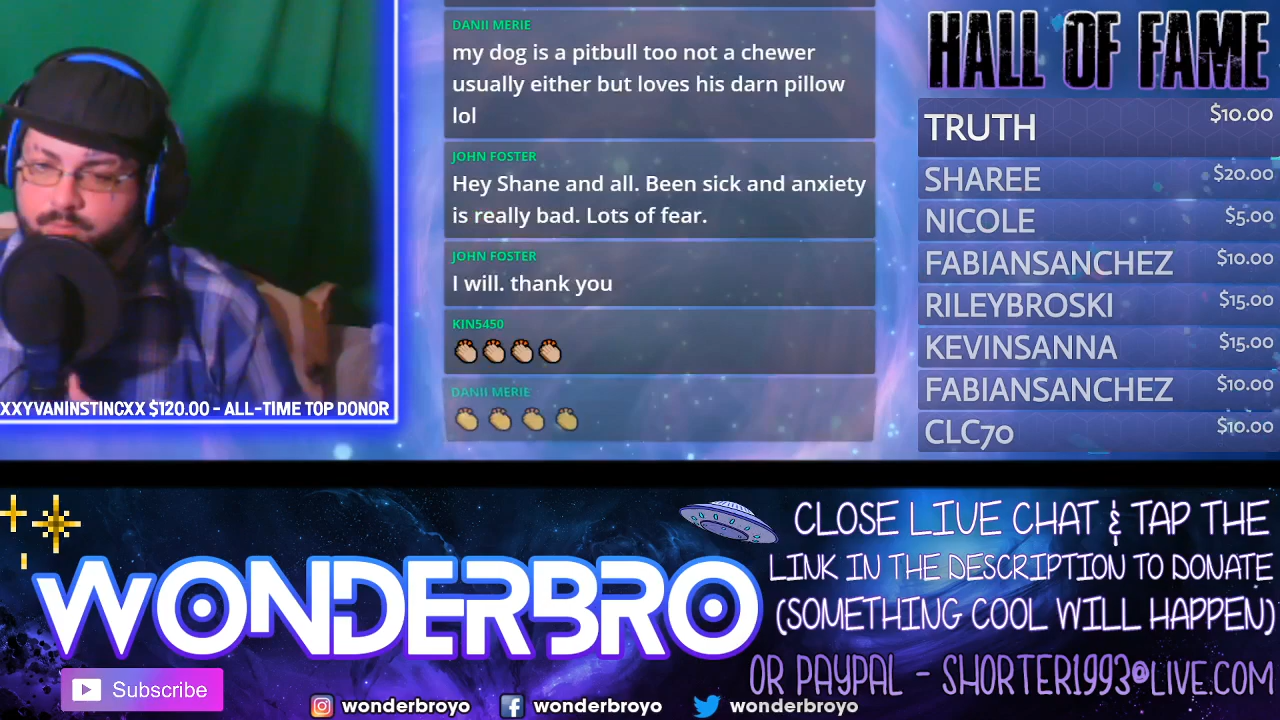 DANII MERIE
my dog is a pitbull too not a chewer
usually either but loves his darn pillow
lol
JOHN FOSTER
Hey Shane and all. Been sick and anxiety
is really bad. Lots of fear.
JOHN FOSTER
I will. thank you
KIN5450
👏🏼👏🏼👏🏼👏🏼
DANII MERIE
👏👏👏👏
XXYVANINSTINCXX $120.00 - ALL-TIME TOP DONOR
HALL OF FAME
TRUTH $10.00
SHAREE $20.00
NICOLE $5.00
FABIANSANCHEZ $10.00
RILEYBROSKI $15.00
KEVINSANNA $15.00
FABIANSANCHEZ $10.00
CLC70 $10.00
WONDERBRO
Subscribe
wonderbroyo wonderbroyo wonderbroyo
CLOSE LIVE CHAT & TAP THE
LINK IN THE DESCRIPTION TO DONATE
(SOMETHING COOL WILL HAPPEN)
OR PAYPAL - SHORTER1993@LIVE.COM